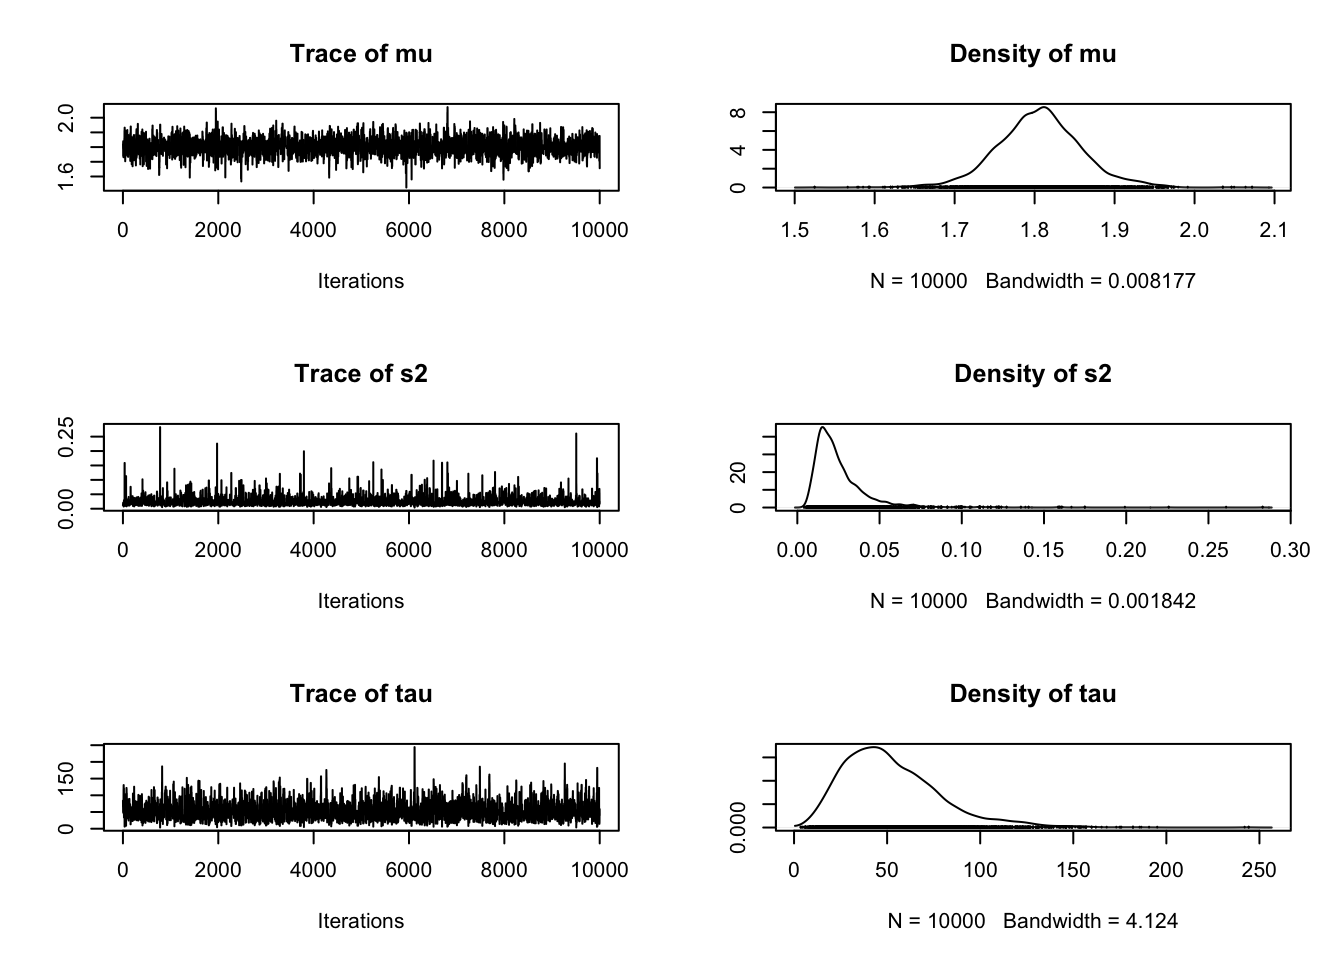 Trace of mu
2.0
1.6
0 2000 4000 6000 8000 10000
Iterations
Density of mu
8
4
0
1.5 1.6 1.7 1.8 1.9 2.0 2.1
N = 10000 Bandwidth = 0.008177
Trace of s2
0.25
0.00
0 2000 4000 6000 8000 10000
Iterations
Density of s2
20
0
0.00 0.05 0.10 0.15 0.20 0.25 0.30
N = 10000 Bandwidth = 0.001842
Trace of tau
150
0
0 2000 4000 6000 8000 10000
Iterations
Density of tau
0.000
0 50 100 150 200 250
N = 10000 Bandwidth = 4.124